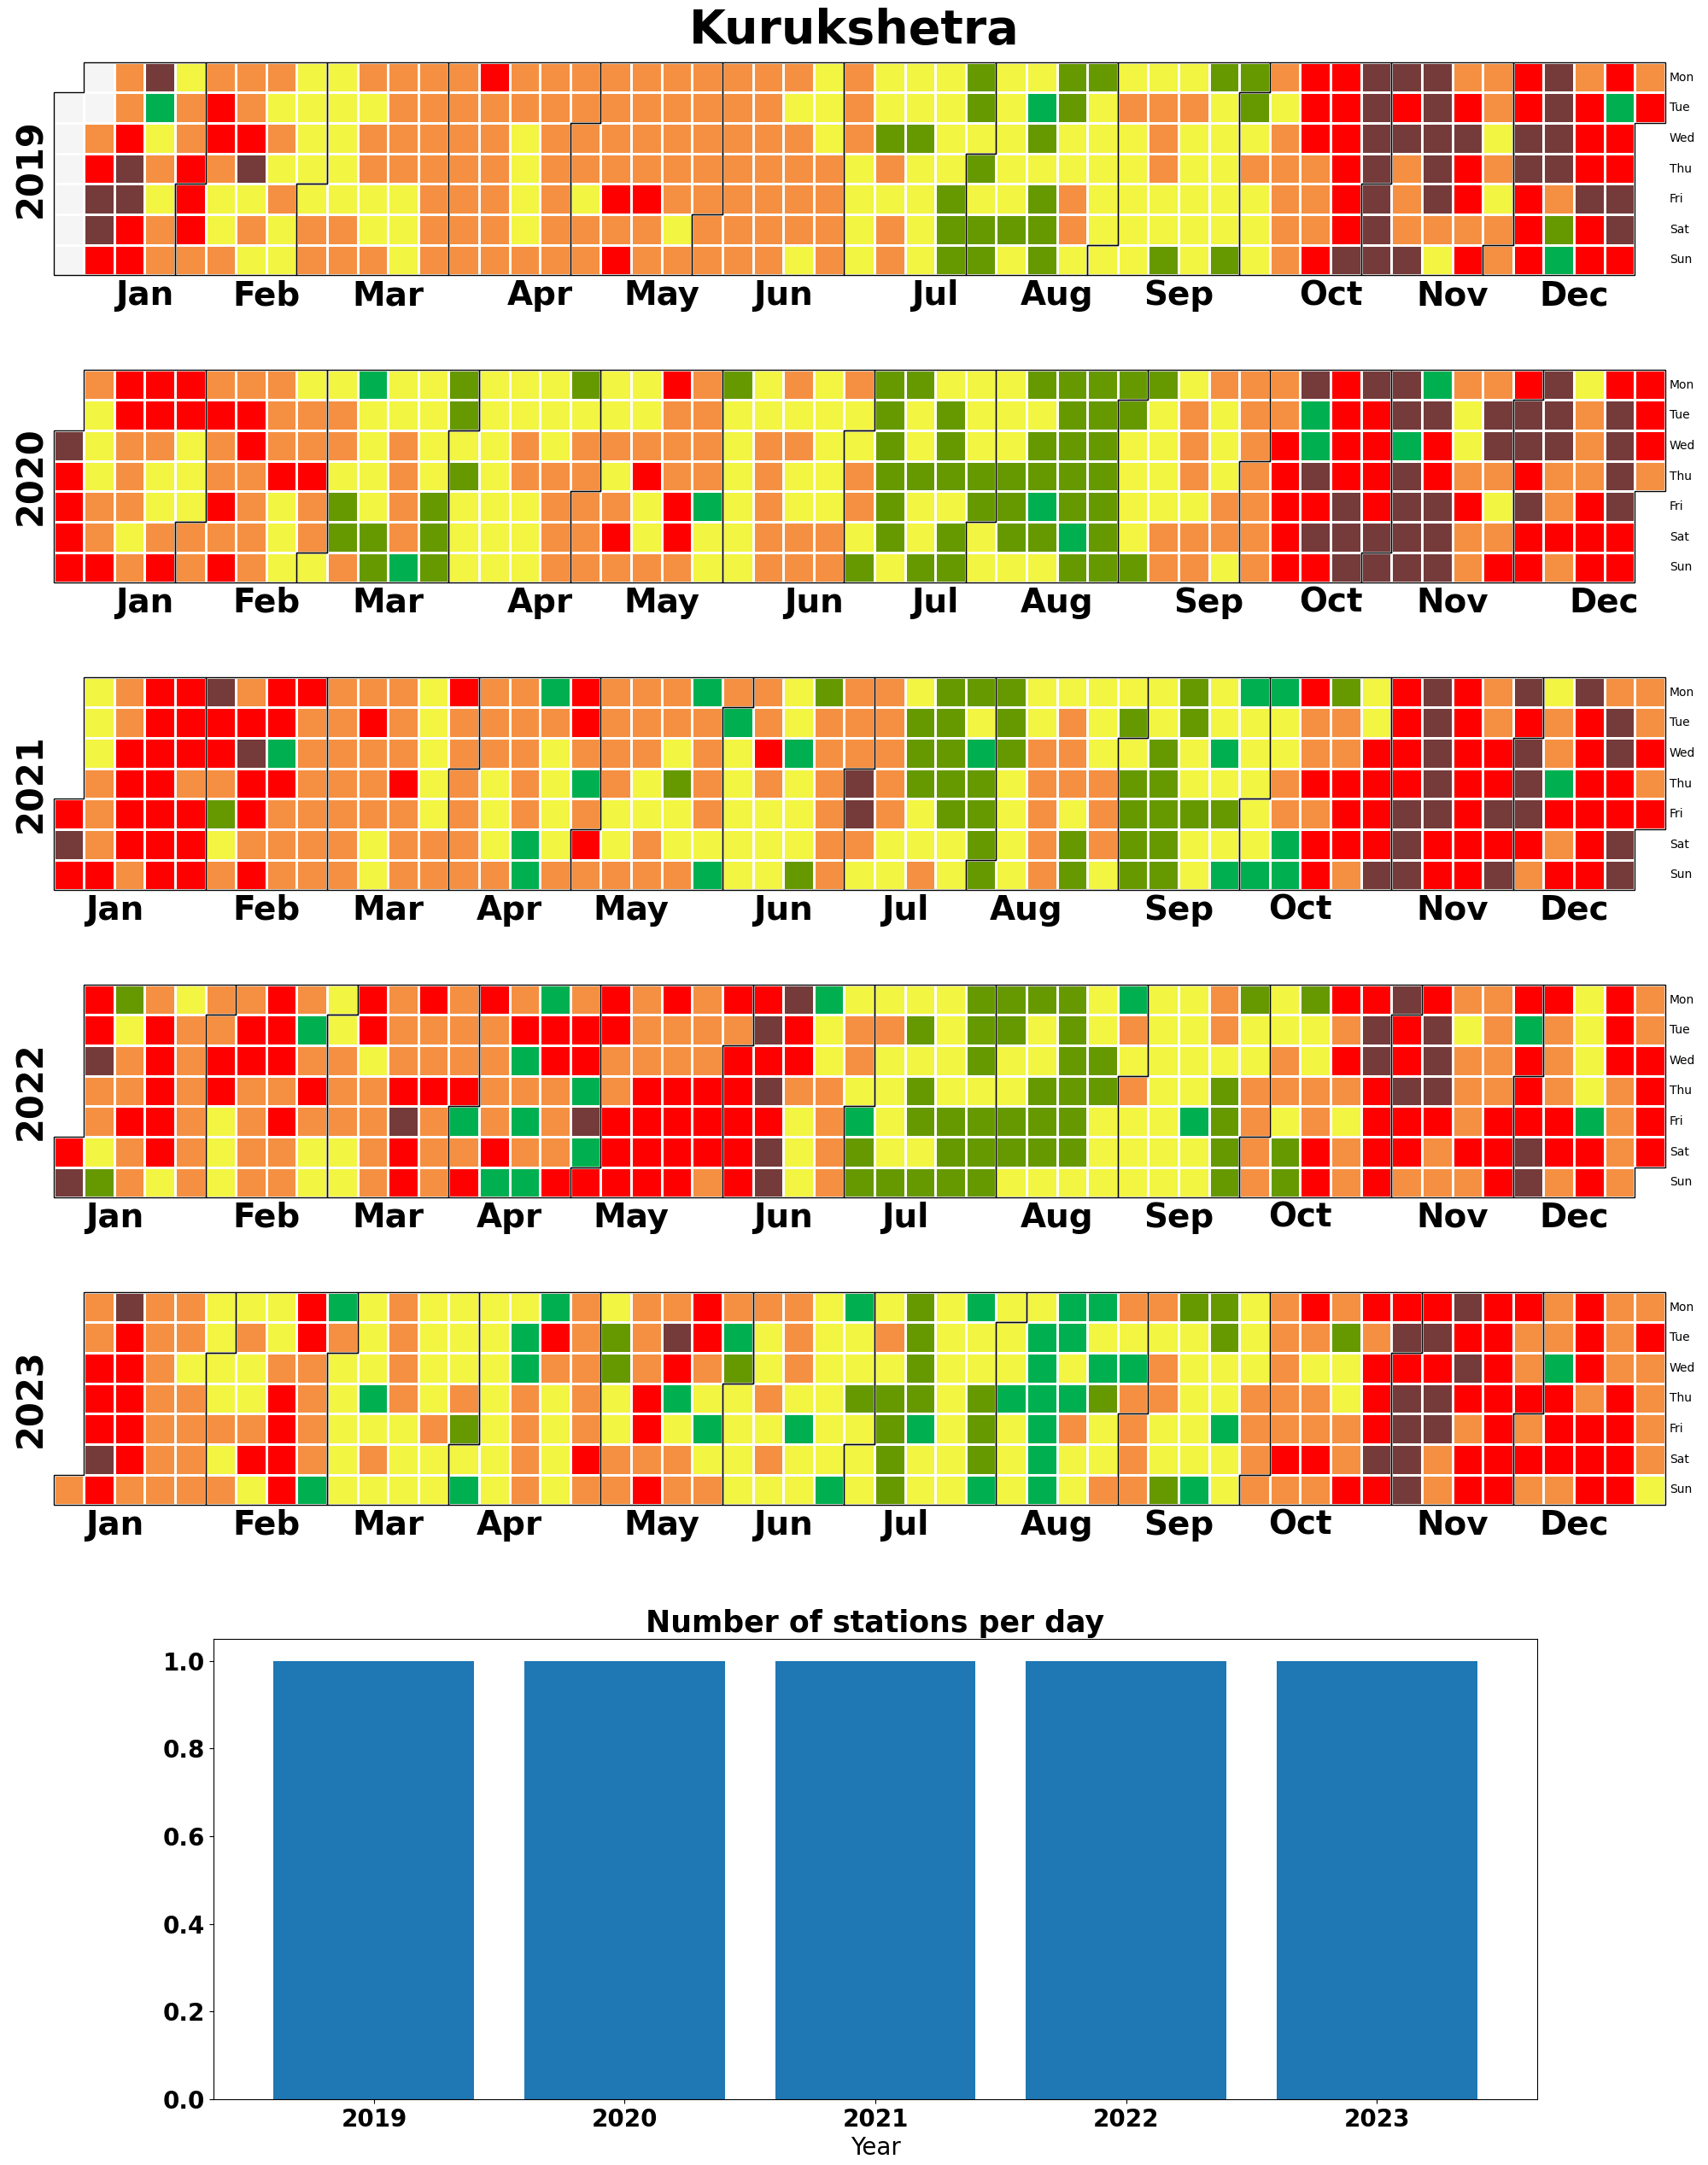 Kurukshetra
2019
Mon
Tue
Wed
Thu
Fri
Sat
Sun
Jan Feb Mar Apr May Jun Jul Aug Sep Oct Nov Dec
2020
Mon
Tue
Wed
Thu
Fri
Sat
Sun
Jan Feb Mar Apr May Jun Jul Aug Sep Oct Nov Dec
2021
Mon
Tue
Wed
Thu
Fri
Sat
Sun
Jan Feb Mar Apr May Jun Jul Aug Sep Oct Nov Dec
2022
Mon
Tue
Wed
Thu
Fri
Sat
Sun
Jan Feb Mar Apr May Jun Jul Aug Sep Oct Nov Dec
2023
Mon
Tue
Wed
Thu
Fri
Sat
Sun
Jan Feb Mar Apr May Jun Jul Aug Sep Oct Nov Dec
Number of stations per day
1.0
0.8
0.6
0.4
0.2
0.0
2019 2020 2021 2022 2023
Year